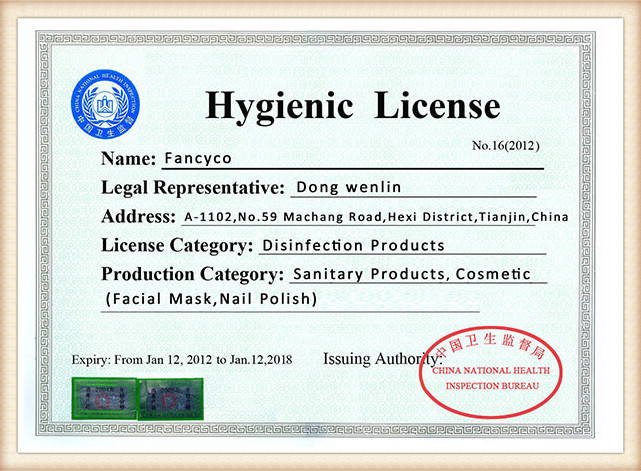 CHINA NATIONAL HEALTH INSPECTION
中国卫生监督
Hygienic License
No.16(2012)
Name: Fancyco
Legal Representative: Dong wenlin
Address: A-1102,No.59 Machang Road,Hexi District,Tianjin,China
License Category: Disinfection Products
Production Category: Sanitary Products, Cosmetic
(Facial Mask,Nail Polish)
Expiry: From Jan 12, 2012 to Jan.12,2018
Issuing Authority:
中国卫生监督局
CHINA NATIONAL HEALTH
INSPECTION BUREAU